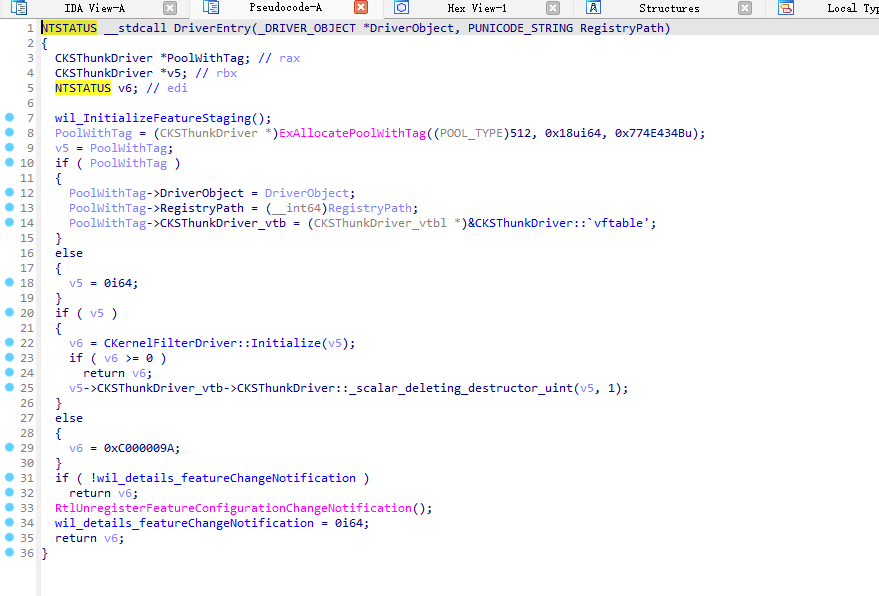 IDA View-A Pseudocode-A Hex View-1 Structures Local Typ
1 NTSTATUS __stdcall DriverEntry(_DRIVER_OBJECT *DriverObject, PUNICODE_STRING RegistryPath)
2 {
3 CKSThunkDriver *PoolWithTag; // rax
4 CKSThunkDriver *v5; // rbx
5 NTSTATUS v6; // edi
6
7 wil_InitializeFeatureStaging();
8 PoolWithTag = (CKSThunkDriver *)ExAllocatePoolWithTag((POOL_TYPE)512, 0x18ui64, 0x774E434Bu);
9 v5 = PoolWithTag;
10 if ( PoolWithTag )
11 {
12 PoolWithTag->DriverObject = DriverObject;
13 PoolWithTag->RegistryPath = (__int64)RegistryPath;
14 PoolWithTag->CKSThunkDriver_vtb = (CKSThunkDriver_vtbl *)&CKSThunkDriver::`vftable';
15 }
16 else
17 {
18 v5 = 0i64;
19 }
20 if ( v5 )
21 {
22 v6 = CKernelFilterDriver::Initialize(v5);
23 if ( v6 >= 0 )
24 return v6;
25 v5->CKSThunkDriver_vtb->CKSThunkDriver::_scalar_deleting_destructor_uint(v5, 1);
26 }
27 else
28 {
29 v6 = 0xC000009A;
30 }
31 if ( !wil_details_featureChangeNotification )
32 return v6;
33 RtlUnregisterFeatureConfigurationChangeNotification();
34 wil_details_featureChangeNotification = 0i64;
35 return v6;
36 }